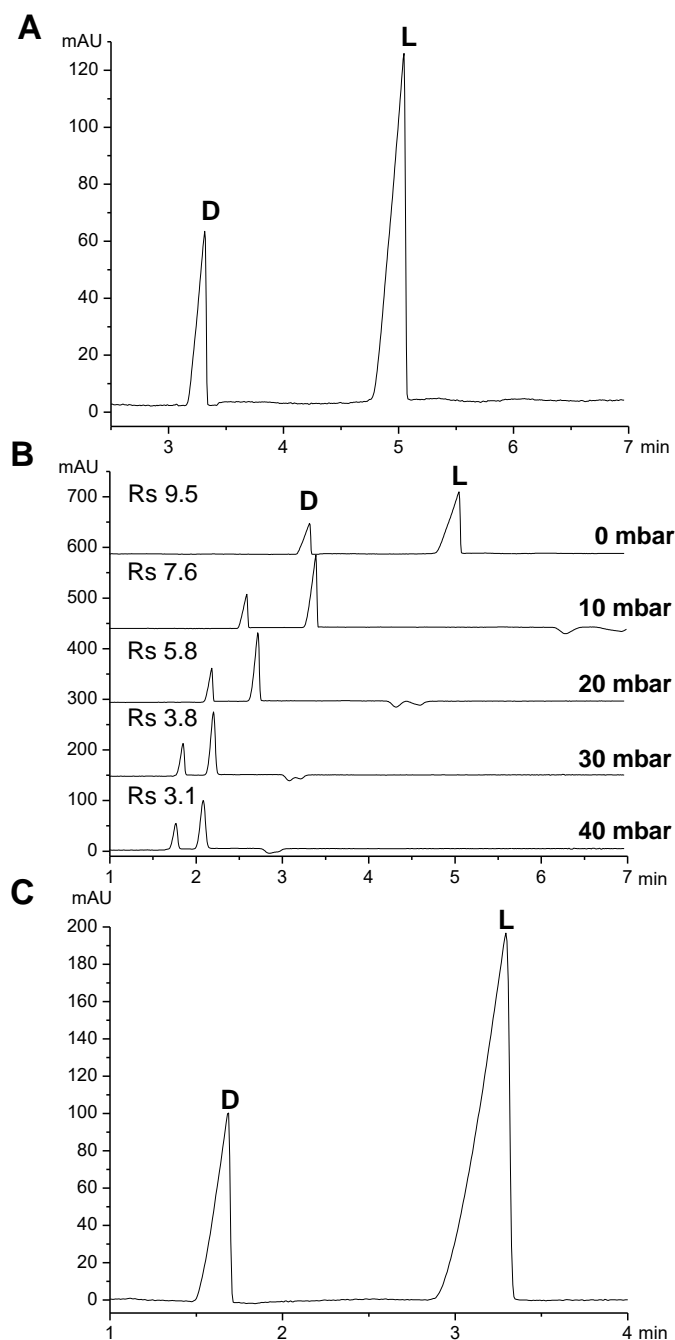 A
mAU
120
100
80
60
40
20
0
D
L
3 4 5 6 7 min
B
mAU
700
600
500
400
300
200
100
0
Rs 9.5
D
L
0 mbar
Rs 7.6
10 mbar
Rs 5.8
20 mbar
Rs 3.8
30 mbar
Rs 3.1
40 mbar
1 2 3 4 5 6 7 min
C
mAU
200
180
160
140
120
100
80
60
40
20
0
D
L
1 2 3 4 min